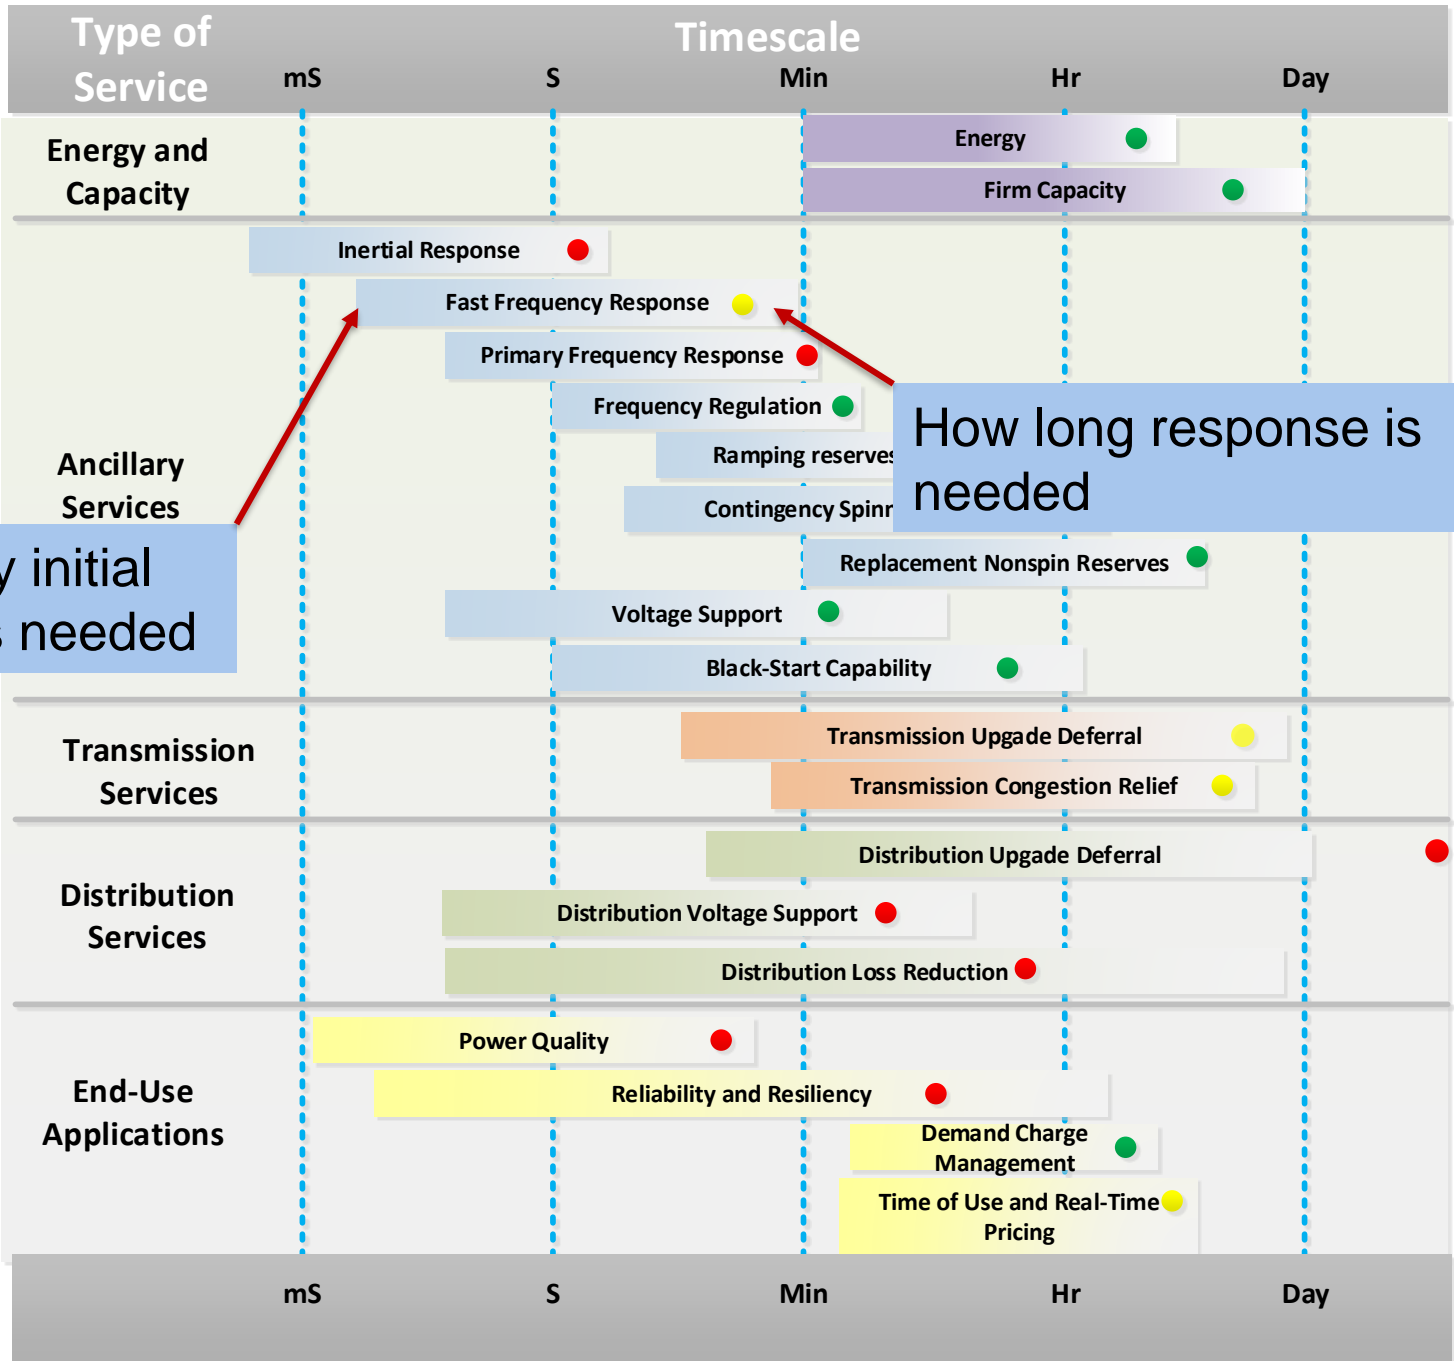 Type of
Service
Timescale
mS S Min Hr Day
Energy and
Capacity
Energy
Firm Capacity
Ancillary
Services
Inertial Response
Fast Frequency Response
Primary Frequency Response
Frequency Regulation
Ramping reserves
Contingency
Replacement Nonspin Reserves
Voltage Support
Black-Start Capability
How long response is
needed
initial
needed
Transmission
Services
Transmission Upgade Deferral
Transmission Congestion Relief
Distribution
Services
Distribution Upgade Deferral
Distribution Voltage Support
Distribution Loss Reduction
End-Use
Applications
Power Quality
Reliability and Resiliency
Demand Charge
Management
Time of Use and Real-Time
Pricing
mS S Min Hr Day